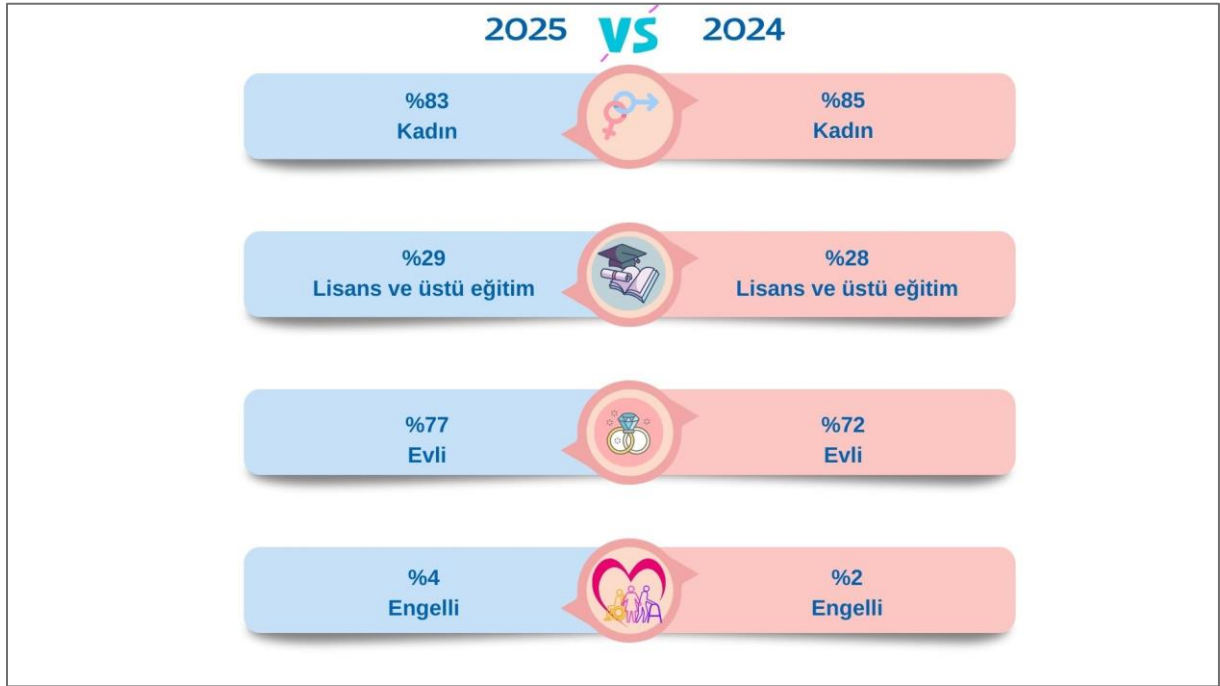 2025 VS 2024
%83
Kadın
%85
Kadın
%29
Lisans ve üstü eğitim
%28
Lisans ve üstü eğitim
%77
Evli
%72
Evli
%4
Engelli
%2
Engelli